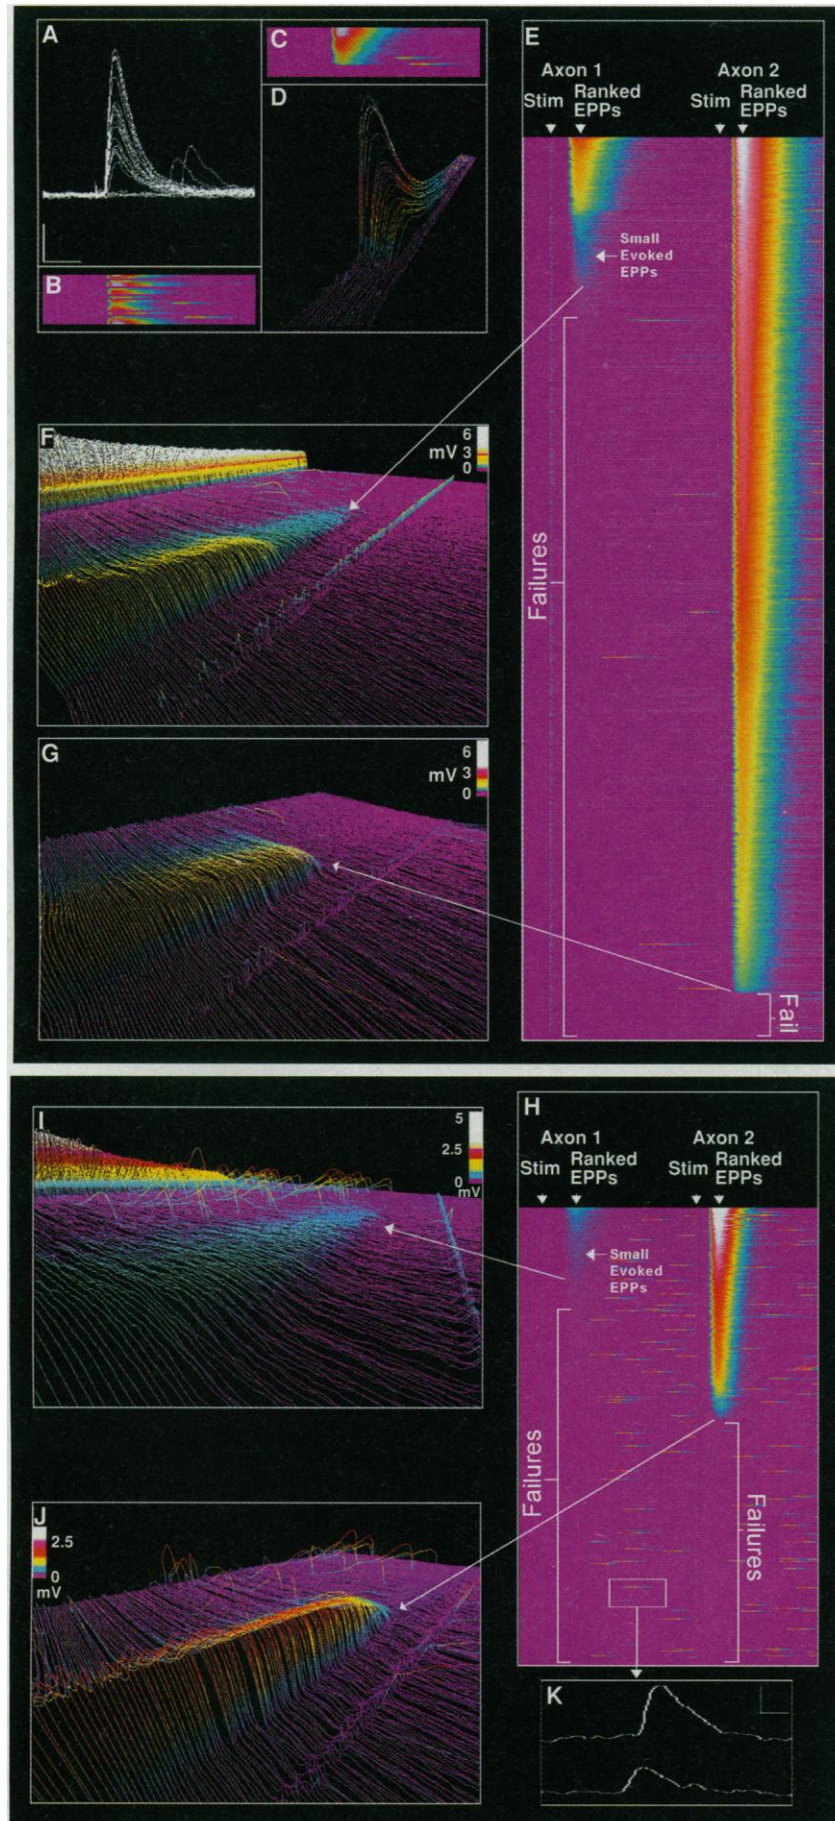 A
B
C
D
E
Axon 1
Axon 2
Stim
Ranked
EPPs
Stim
Ranked
EPPs
Small
Evoked
EPPs
Failures
Fail
F
6
mV 3
0
G
6
mV 3
0
H
Axon 1
Axon 2
Stim
Ranked
EPPs
Stim
Ranked
EPPs
Small
Evoked
EPPs
Failures
Failures
I
5
2.5
0
mV
J
2.5
0
mV
K